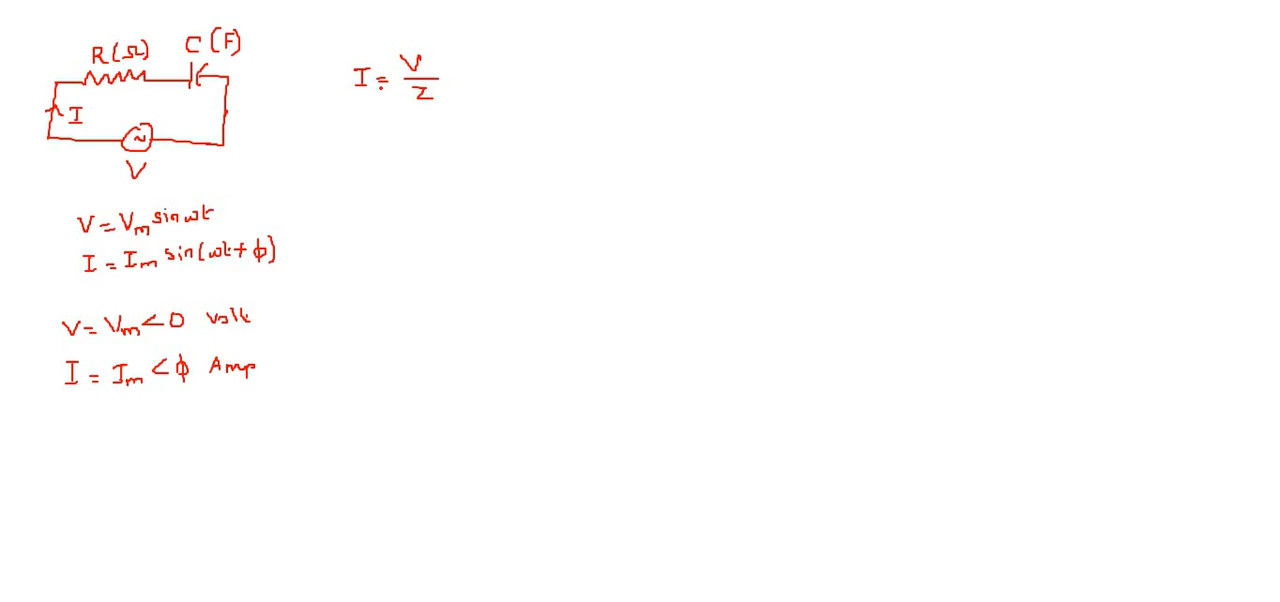 R(Ω) C(F)
I
V
V = Vm sin ωt
I = Im sin(ωt + ϕ)
V = Vm < 0 Volt
I = Im < ϕ Amp
I = V/Z